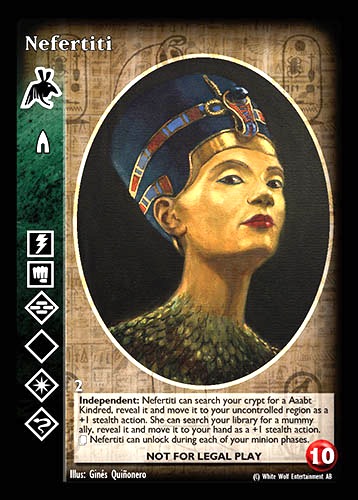 Nefertiti
2
Independent: Nefertiti can search your crypt for a Aaabt
Kindred, reveal it and move it to your uncontrolled region as a
+1 stealth action. She can search your library for a mummy
ally, reveal it and move it to your hand as a +1 stealth action.
Nefertiti can unlock during each of your minion phases.
NOT FOR LEGAL PLAY
10
Illus: Ginés Quiñonero
(C) White Wolf Entertainment AB